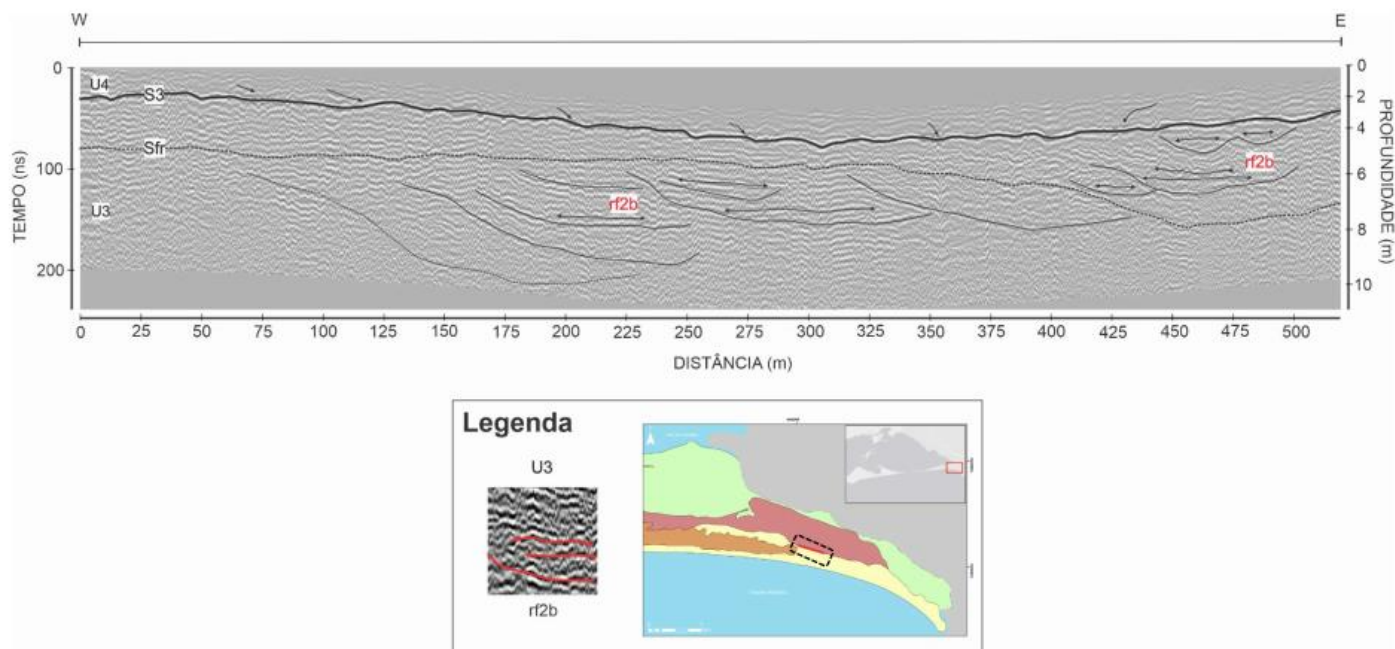 W E
0 0
U4 S3 2
4
Sfr rf2b
100 6
rf2b
U3
8
200
10
TEMPO (ns)
PROFUNDIDADE (m)
0 25 50 75 100 125 150 175 200 225 250 275 300 325 350 375 400 425 450 475 500
DISTÂNCIA (m)
Legenda
U3
rf2b